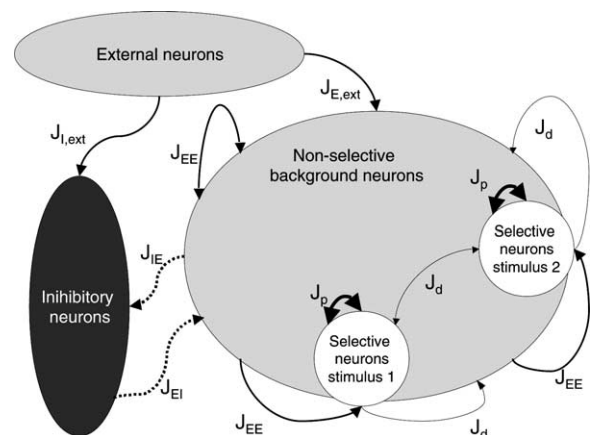 External neurons
J_E,ext
J_I,ext
J_EE
J_d
Non-selective
background neurons
J_p
Selective
neurons
stimulus 2
J_IE
Inihibitory
neurons
J_d
J_p
Selective
neurons
stimulus 1
J_EI
J_EE
J_EE
J_d